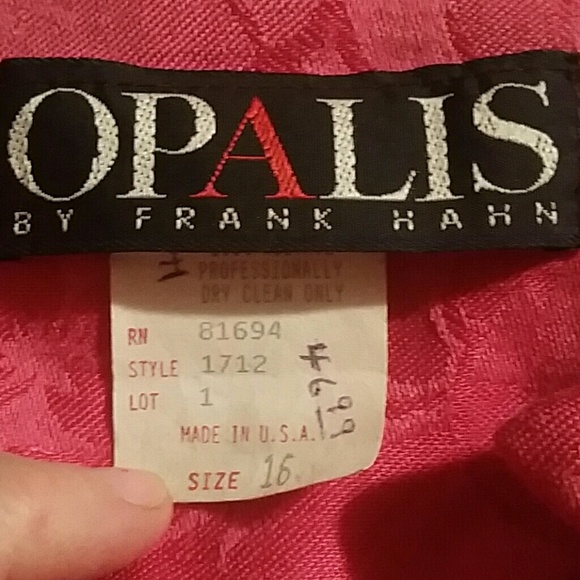 OPALIS
BY FRANK HAHN
PROFESSIONALLY
DRY CLEAN ONLY
RN 81694
STYLE 1712
LOT 1
MADE IN U.S.A.
SIZE 16